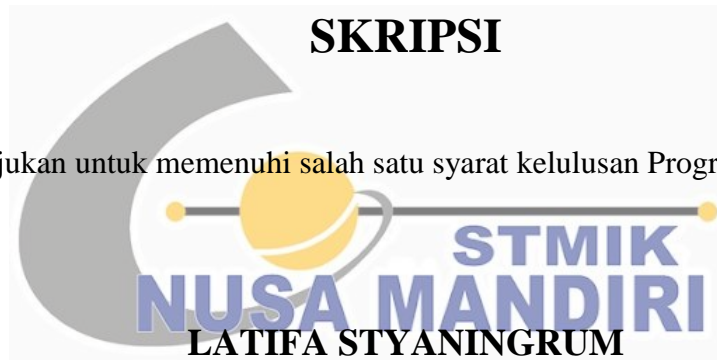 SKRIPSI
jukan untuk memenuhi salah satu syarat kelulusan Progr
STMIK
NUSA MANDIRI
LATIFA STYANINGRUM